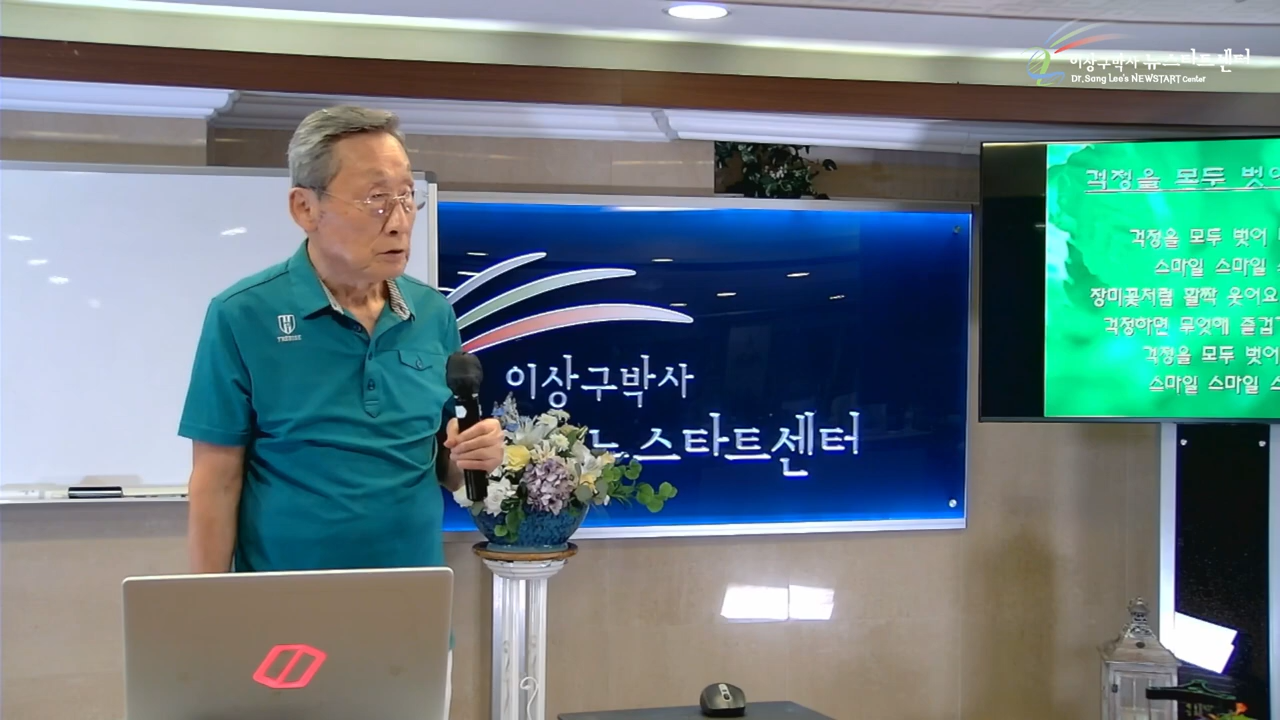 이상구박사 뉴스타트센터
Dr. Sang Lee's NEWSTART Center
걱정을 모두 벗어
걱정을 모두 벗어
스마일 스마일
장미꽃처럼 활짝 웃어요
걱정하면 무엇해 즐겁
걱정을 모두 벗어
스마일 스마일 스
이상구박사
뉴스타트센터